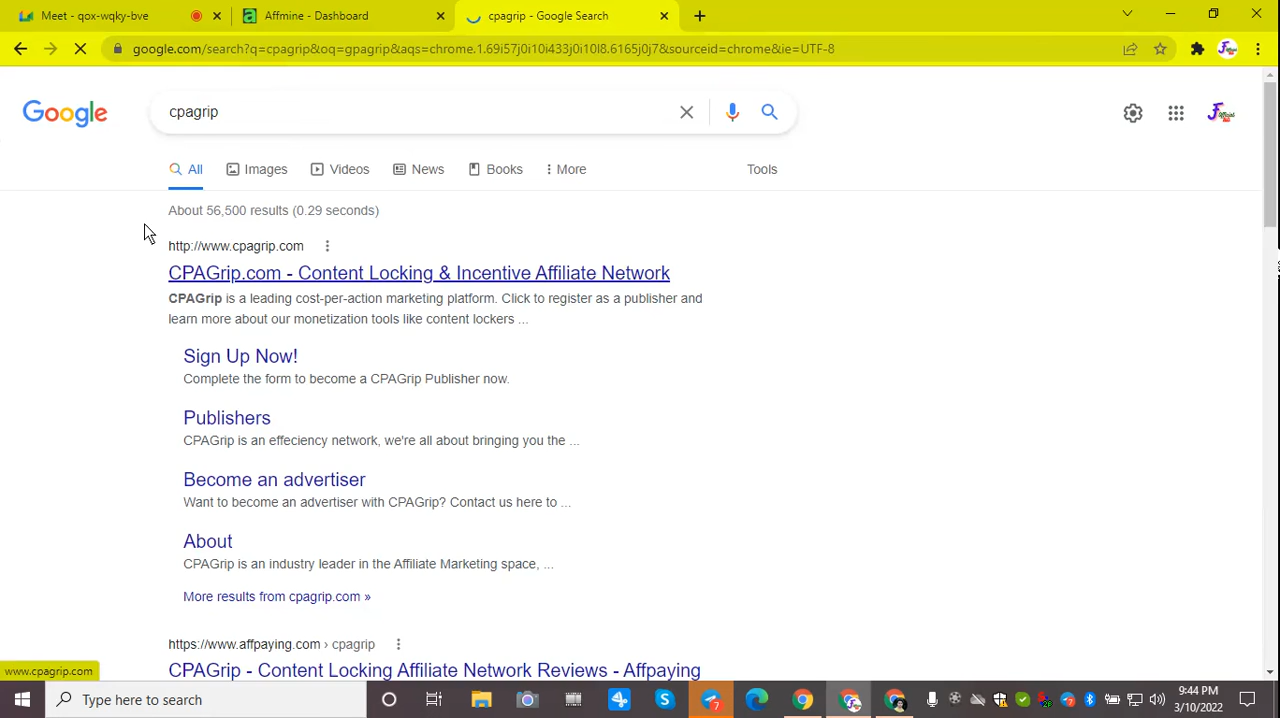 Meet - qox-wqky-bve
Affmine - Dashboard
cpagrip - Google Search
google.com/search?q=cpagrip&oq=gpagrip&aqs=chrome.1.69i57j0i10i433j0i10l8.6165j0j7&sourceid=chrome&ie=UTF-8
Google
cpagrip
All
Images
Videos
News
Books
More
Tools
About 56,500 results (0.29 seconds)
http://www.cpagrip.com
CPAGrip.com - Content Locking & Incentive Affiliate Network
CPAGrip is a leading cost-per-action marketing platform. Click to register as a publisher and
learn more about our monetization tools like content lockers ...
Sign Up Now!
Complete the form to become a CPAGrip Publisher now.
Publishers
CPAGrip is an effeciency network, we're all about bringing you the ...
Become an advertiser
Want to become an advertiser with CPAGrip? Contact us here to ...
About
CPAGrip is an industry leader in the Affiliate Marketing space, ...
More results from cpagrip.com »
https://www.affpaying.com › cpagrip
CPAGrip - Content Locking Affiliate Network Reviews - Affpaying
www.cpagrip.com
Type here to search
7
9:44 PM
3/10/2022